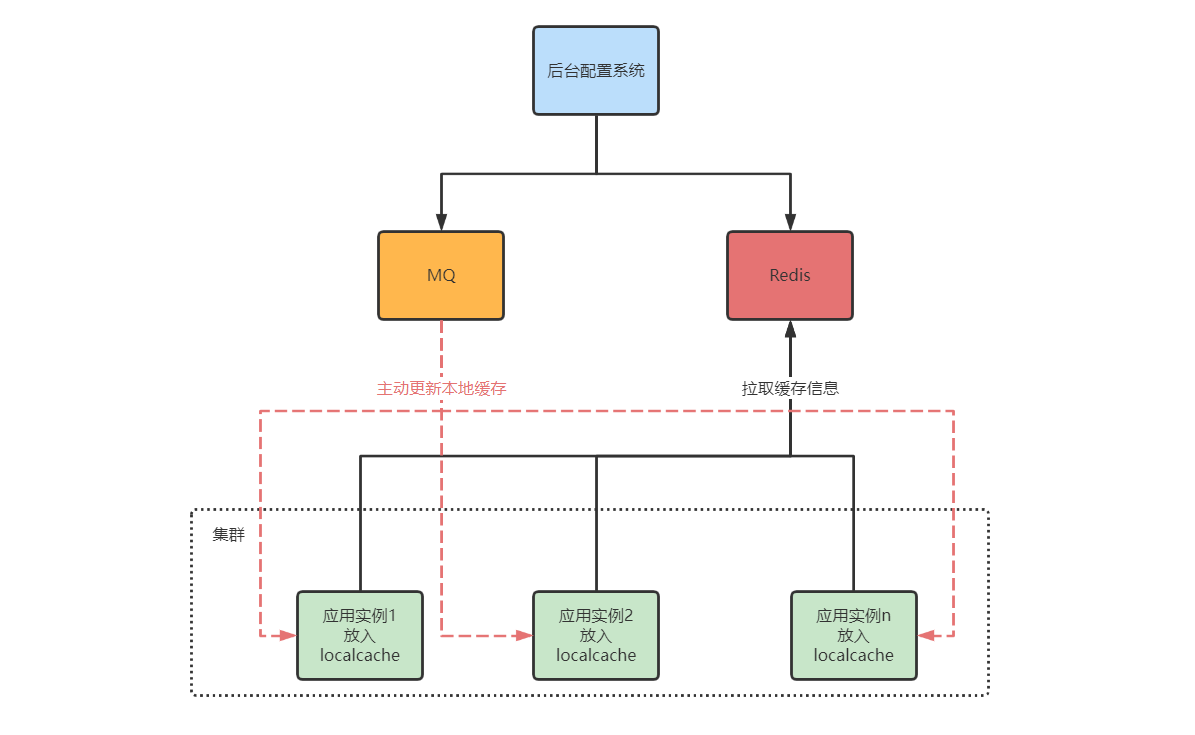 后台配置系统
MQ
Redis
主动更新本地缓存
拉取缓存信息
集群
应用实例1
放入
localcache
应用实例2
放入
localcache
应用实例n
放入
localcache